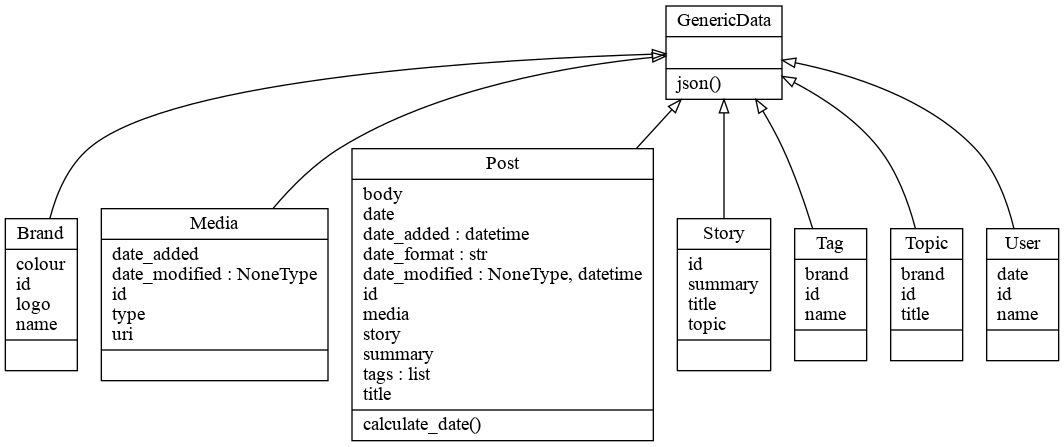 GenericData
json()
Brand
colour
id
logo
name
Media
date_added
date_modified : NoneType
id
type
uri
Post
body
date
date_added : datetime
date_format : str
date_modified : NoneType, datetime
id
media
story
summary
tags : list
title
calculate_date()
Story
id
summary
title
topic
Tag
brand
id
name
Topic
brand
id
title
User
date
id
name